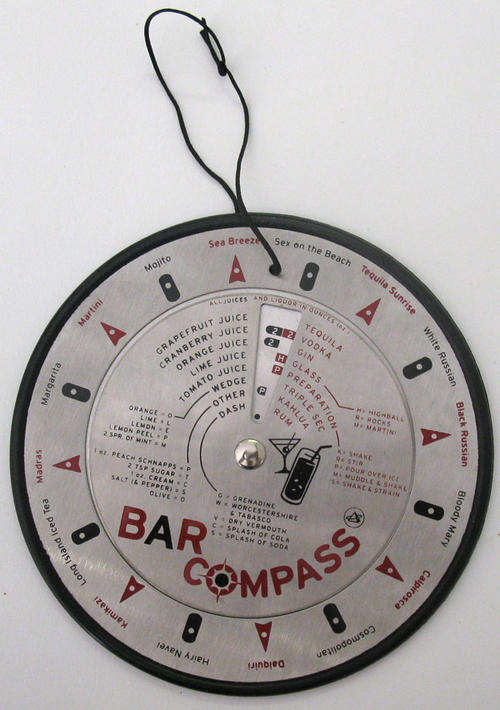 Sea Breeze
Sex on the Beach
Tequila Sunrise
White Russian
Black Russian
Bloody Mary
Caipirosca
Cosmopolitan
Daiquiri
Hairy Navel
Kamikazi
Long Island Iced Tea
Madras
Margarita
Martini
Mojito
ALL JUICES AND LIQUOR IN OUNCES (oz.)
GRAPEFRUIT JUICE
CRANBERRY JUICE
ORANGE JUICE
LIME JUICE
TOMATO JUICE
WEDGE
OTHER
DASH
2 2
2
H
P
P
TEQUILA
VODKA
GIN
GLASS
PREPARATION
TRIPLE SEC
KAHLUA
RUM
ORANGE = O
LIME = L
LEMON = E
LEMON PEEL = P
2 SPR OF MINT = M
1 oz. PEACH SCHNAPPS = P
2 TSP SUGAR = T
1 oz. CREAM = C
SALT (& PEPPER) = S
OLIVE = O
H= HIGHBALL
R= ROCKS
M= MARTINI
K= SHAKE
R= STIR
P= POUR OVER ICE
M= MUDDLE & SHAKE
S= SHAKE & STRAIN
G = GRENADINE
W = WORCESTERSHIRE
& TABASCO
Y = DRY VERMOUTH
C = SPLASH OF COLA
S = SPLASH OF SODA
BAR
COMPASS